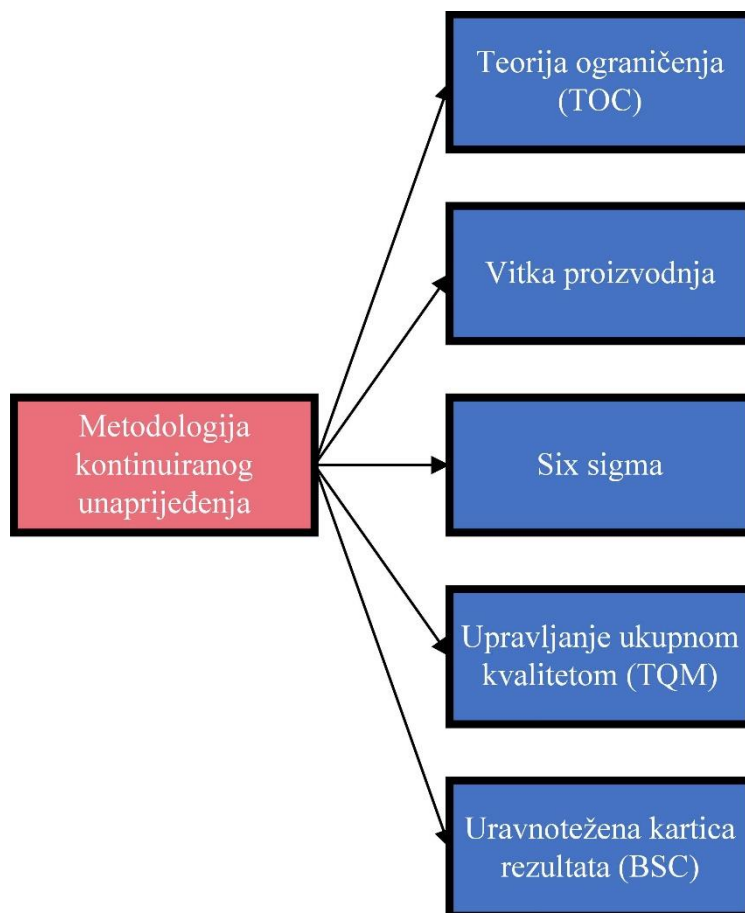 Teorija ograničenja
(TOC)
Vitka proizvodnja
Metodologija
kontinuiranog
unaprijeđenja
Six sigma
Upravljanje ukupnom
kvalitetom (TQM)
Uravnotežena kartica
rezultata (BSC)